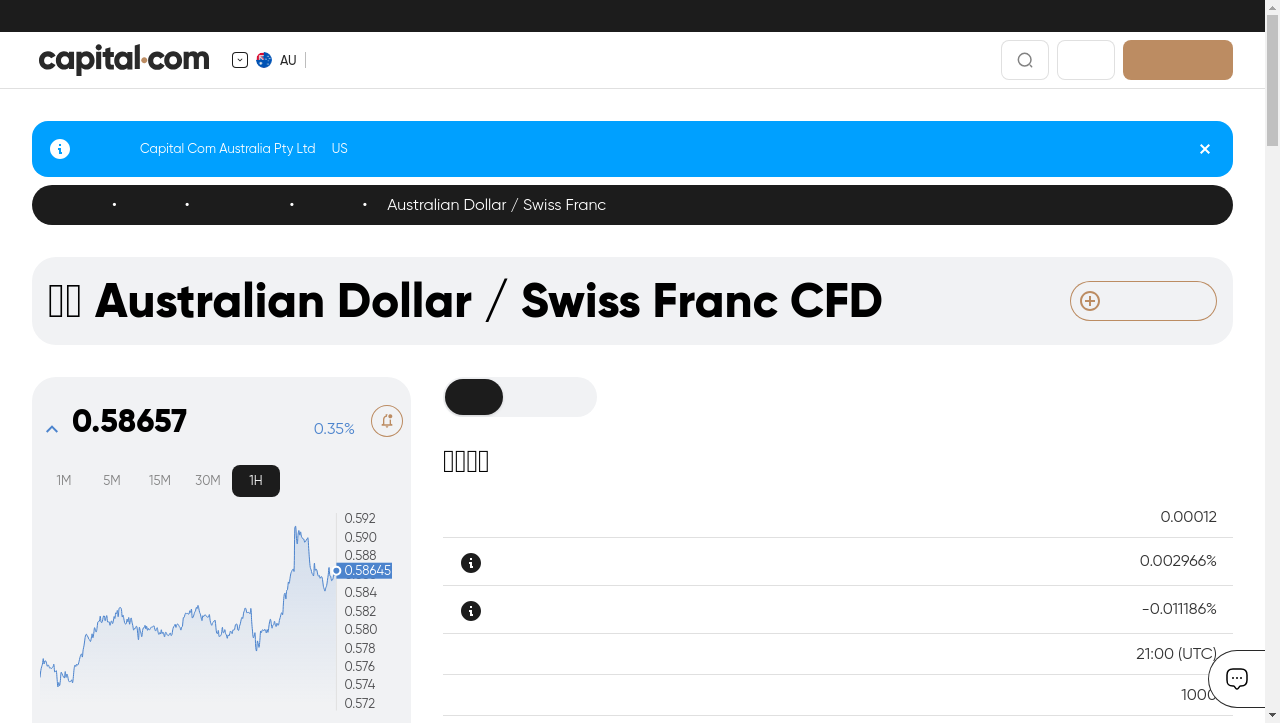 capital.com
AU
Capital Com Australia Pty Ltd US
Australian Dollar / Swiss Franc
Australian Dollar / Swiss Franc CFD
0.58657
0.35%
1M 5M 15M 30M 1H
0.592
0.590
0.588
0.58645
0.584
0.582
0.580
0.578
0.576
0.574
0.572
0.00012
0.002966%
-0.011186%
21:00 (UTC)
1000